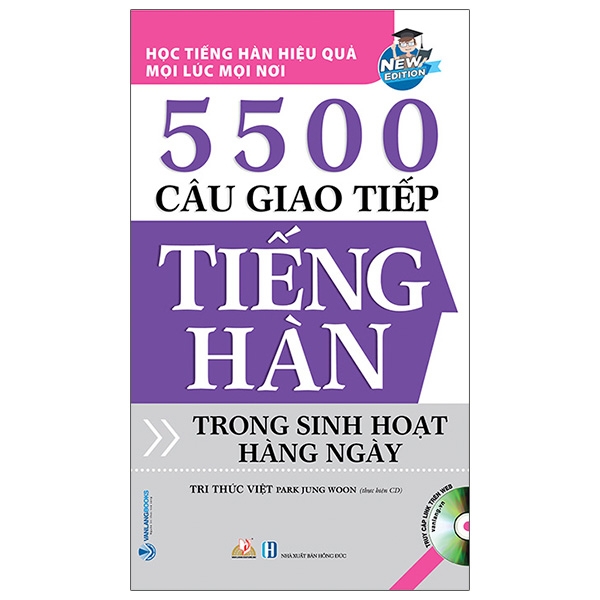 HỌC TIẾNG HÀN HIỆU QUẢ
MỌI LÚC MỌI NƠI
NEW
EDITION
5500
CÂU GIAO TIẾP
TIẾNG
HÀN
TRONG SINH HOẠT
HÀNG NGÀY
TRI THỨC VIỆT PARK JUNG WOON (thực hiện CD)
VANLANGBOOKS
NHÀ XUẤT BẢN HỒNG ĐỨC
TRUY CẬP LINK TRÊN WEB
vanlang.vn